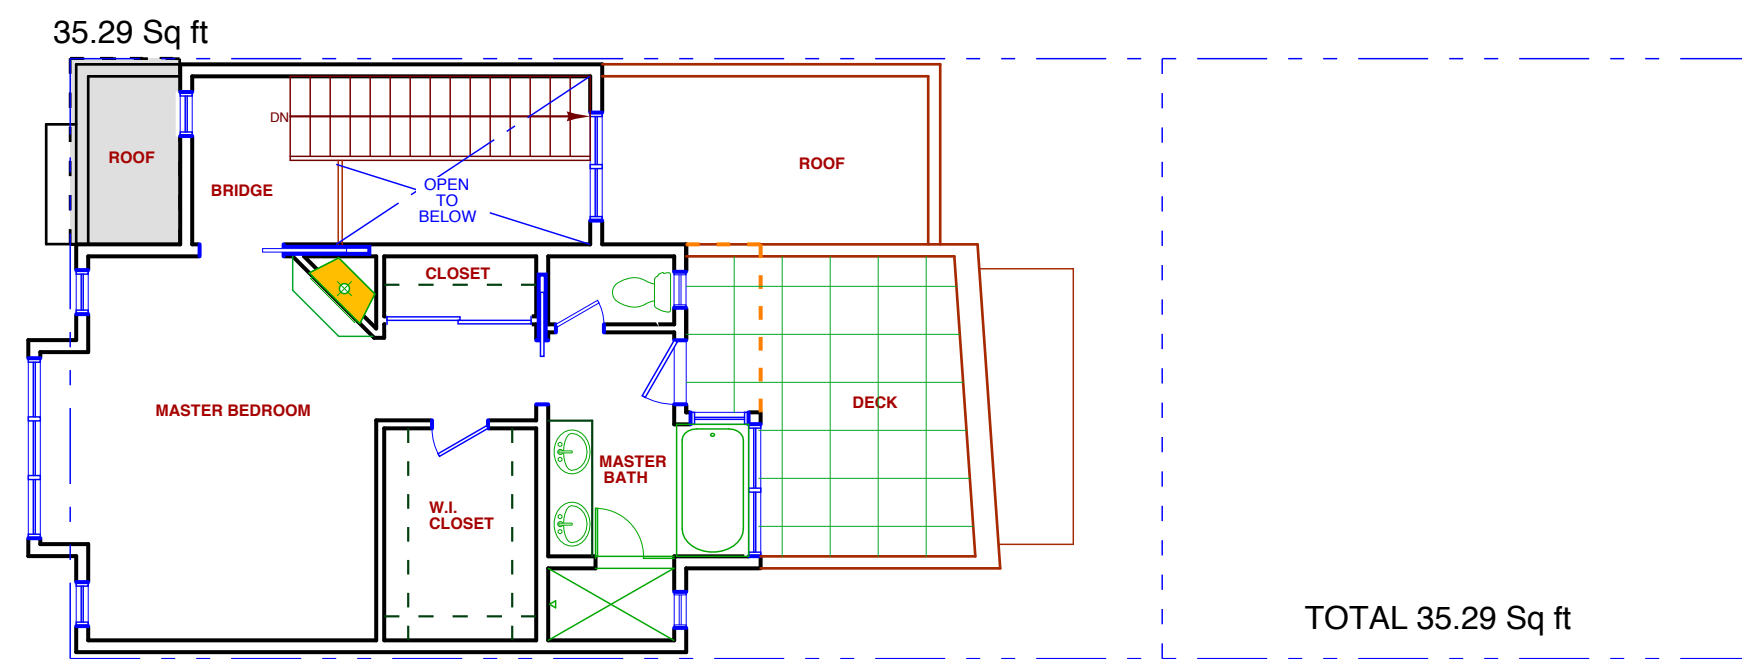 35.29 Sq ft
DN
ROOF
ROOF
BRIDGE
OPEN
TO
BELOW
CLOSET
DECK
MASTER BEDROOM
MASTER
BATH
W.I.
CLOSET
TOTAL 35.29 Sq ft